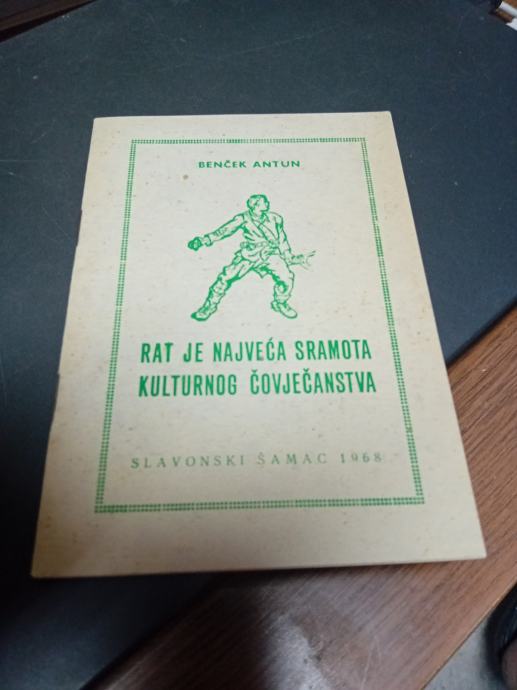 BENČEK ANTUN
RAT JE NAJVEĆA SRAMOTA
KULTURNOG ČOVJEČANSTVA
SLAVONSKI ŠAMAC 1968